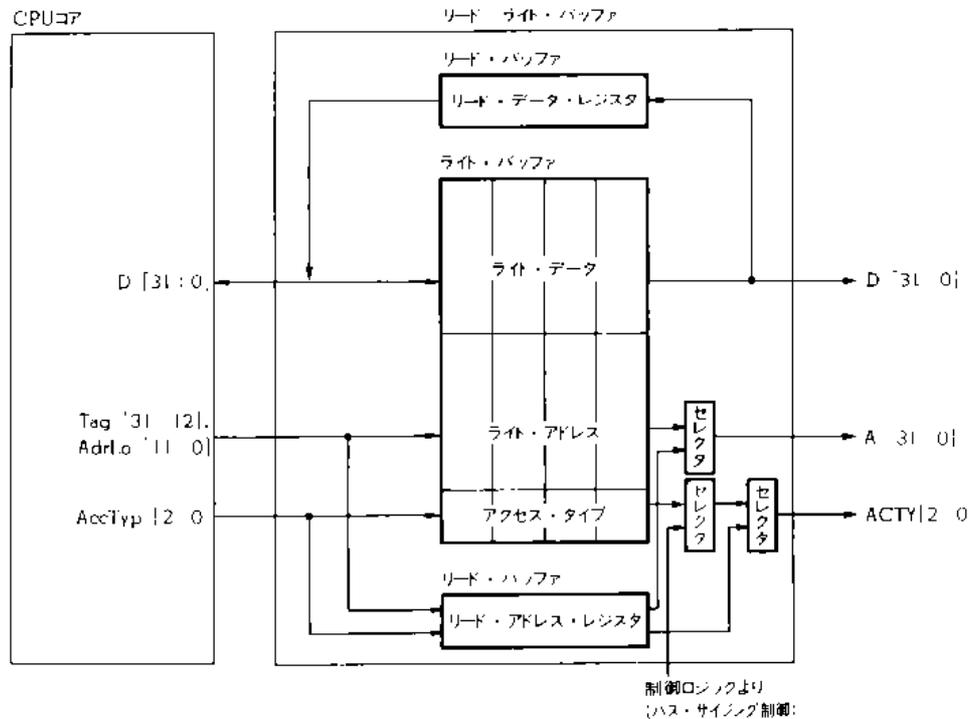 CPUコア
リード ライト・バッファ
リード・バッファ
リード・データ・レジスタ
ライト・バッファ
ライト・データ
D [31:0]
D [31 0]
Tag [31 12].
AdrLo [11 0]
ライト・アドレス
セレクタ
A [31 0]
AccTyp [2 0
アクセス・タイプ
セレクタ
セレクタ
ACTY[2 0
リード・バッファ
リード・アドレス・レジスタ
制御ロジックより
(バス・サイジング制御)